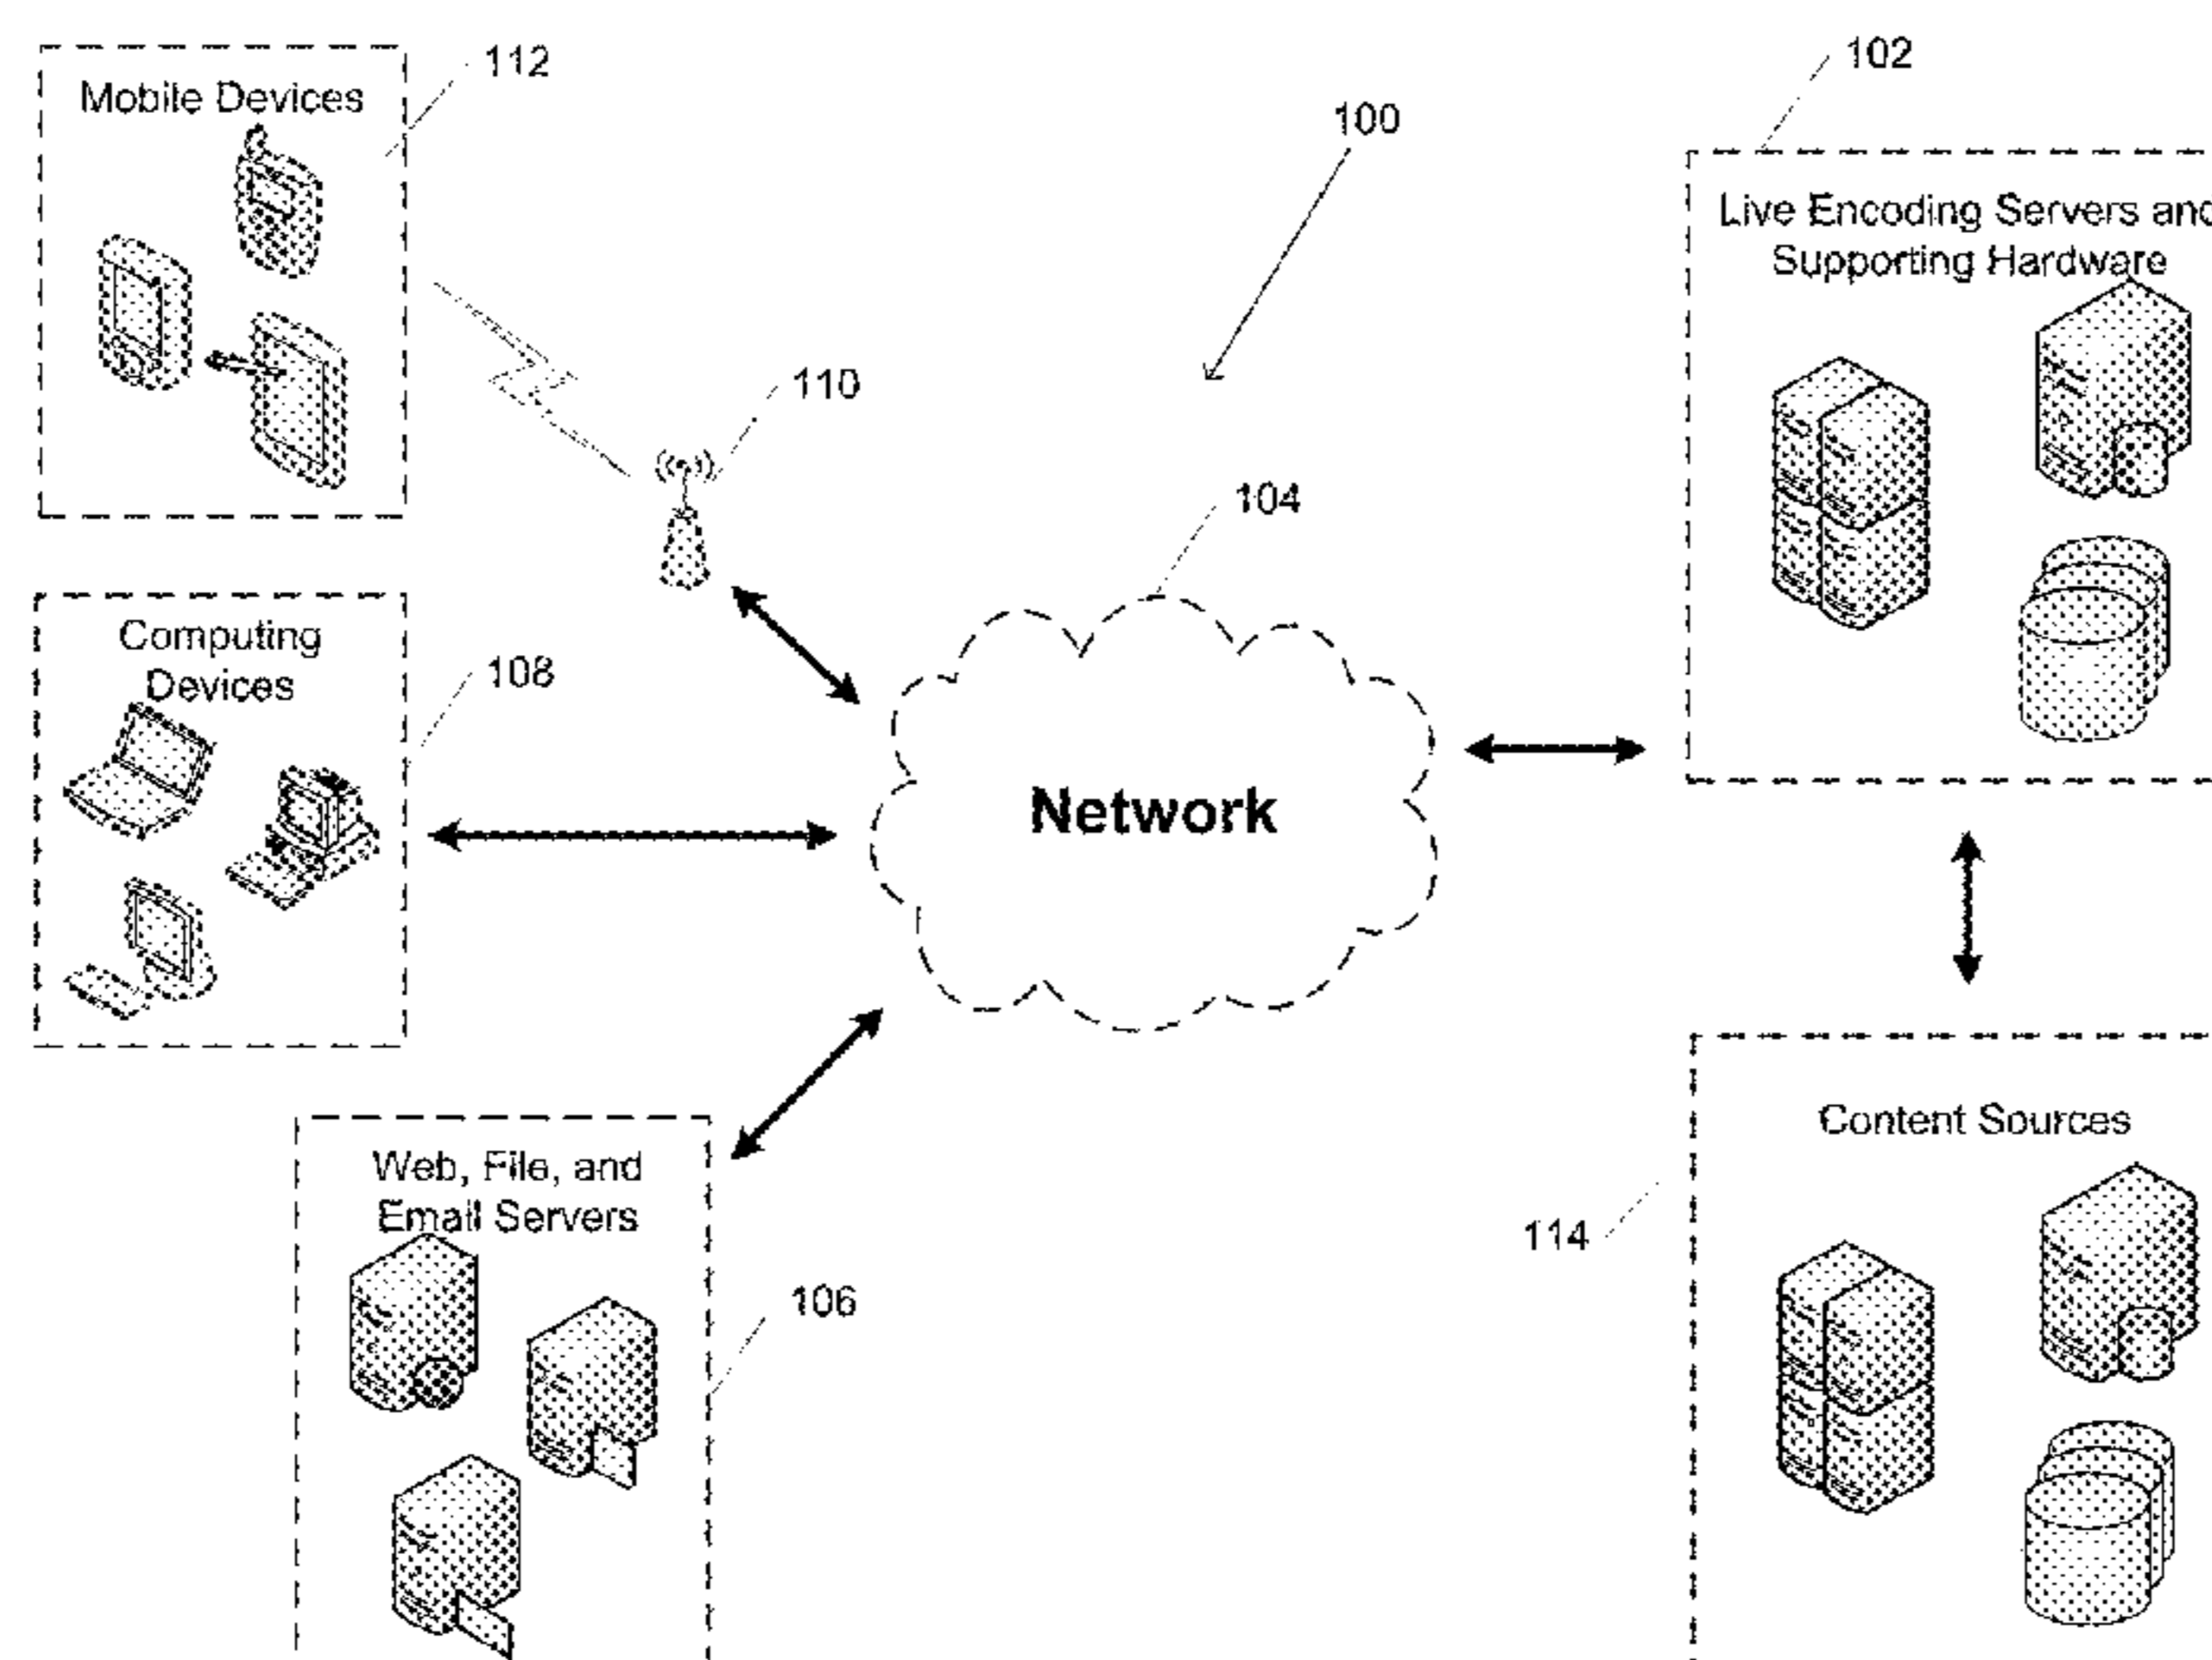 112
Mobile Devices
102
100
Live Encoding Servers and
Supporting Hardware
110
104
Computing
Devices
108
Network
Content Sources
Web, File, and
Email Servers
114
106